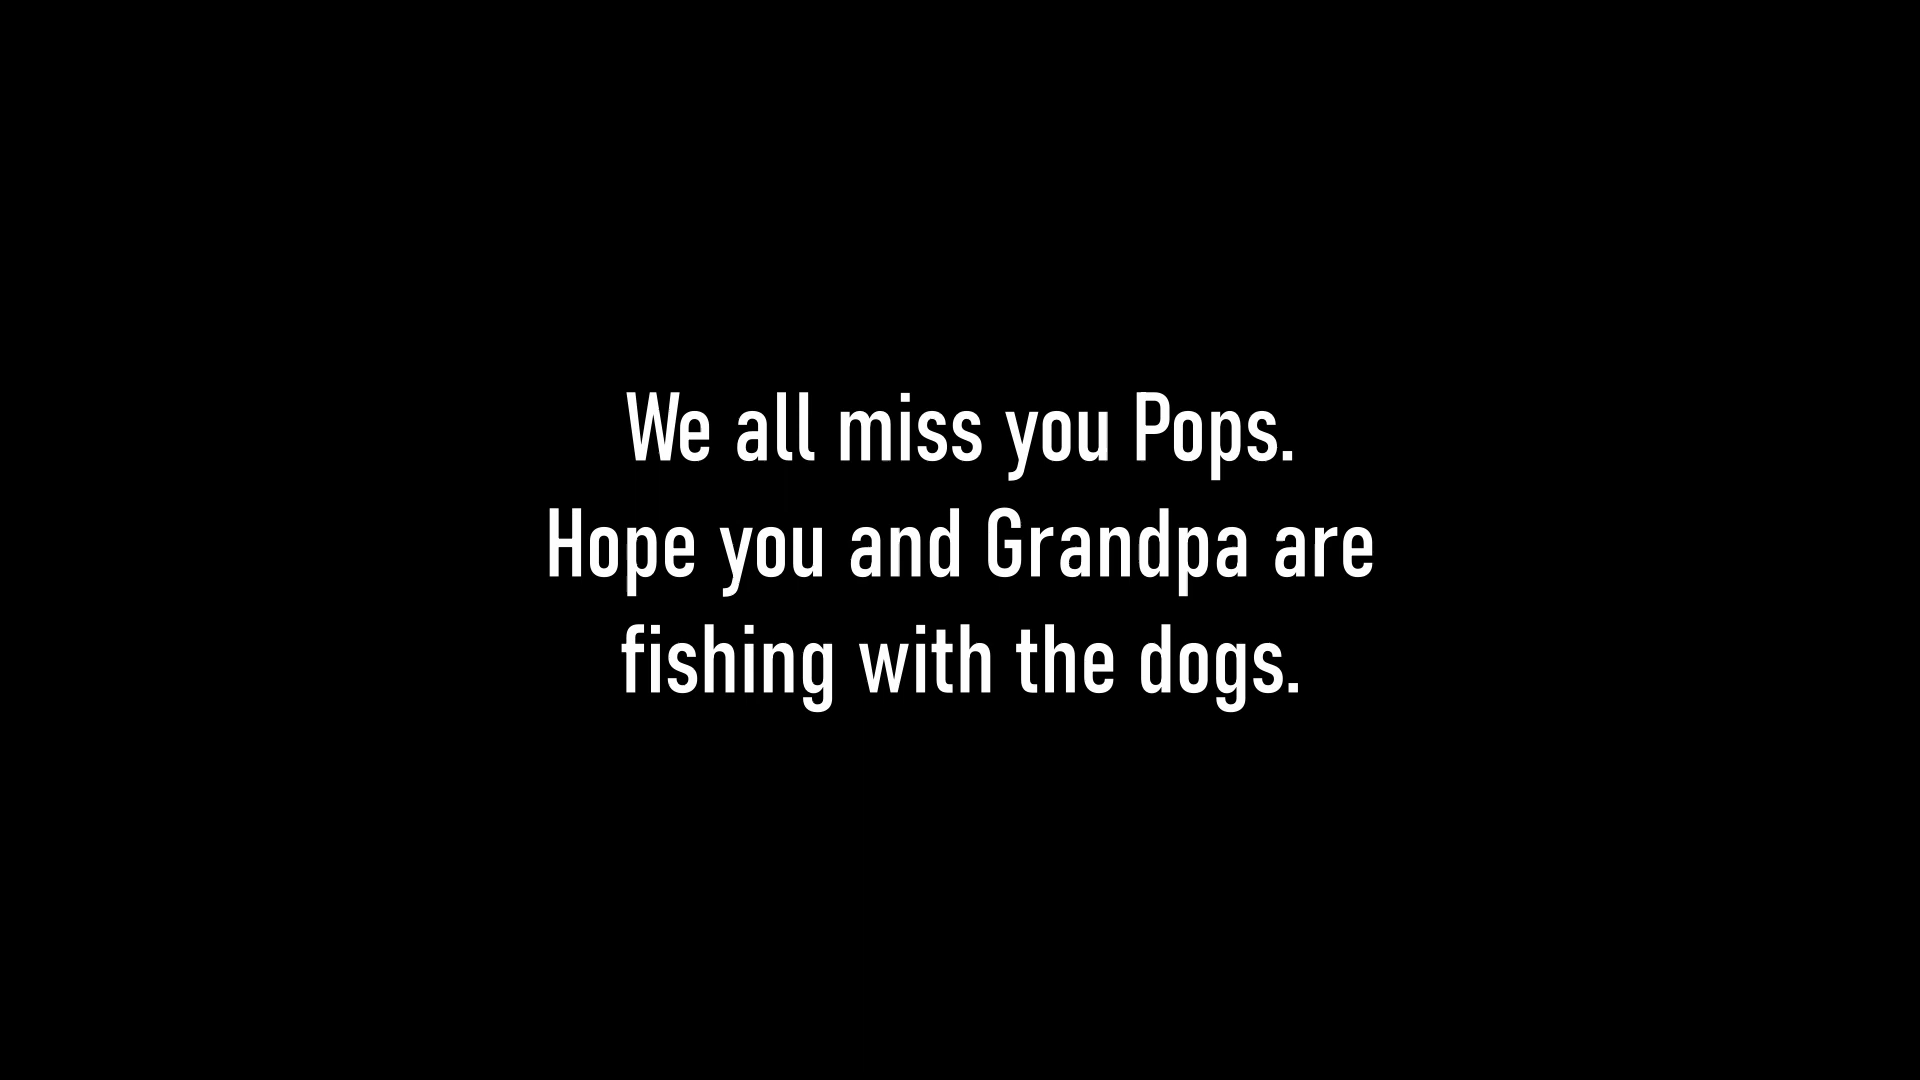 We all miss you Pops.
Hope you and Grandpa are
fishing with the dogs.